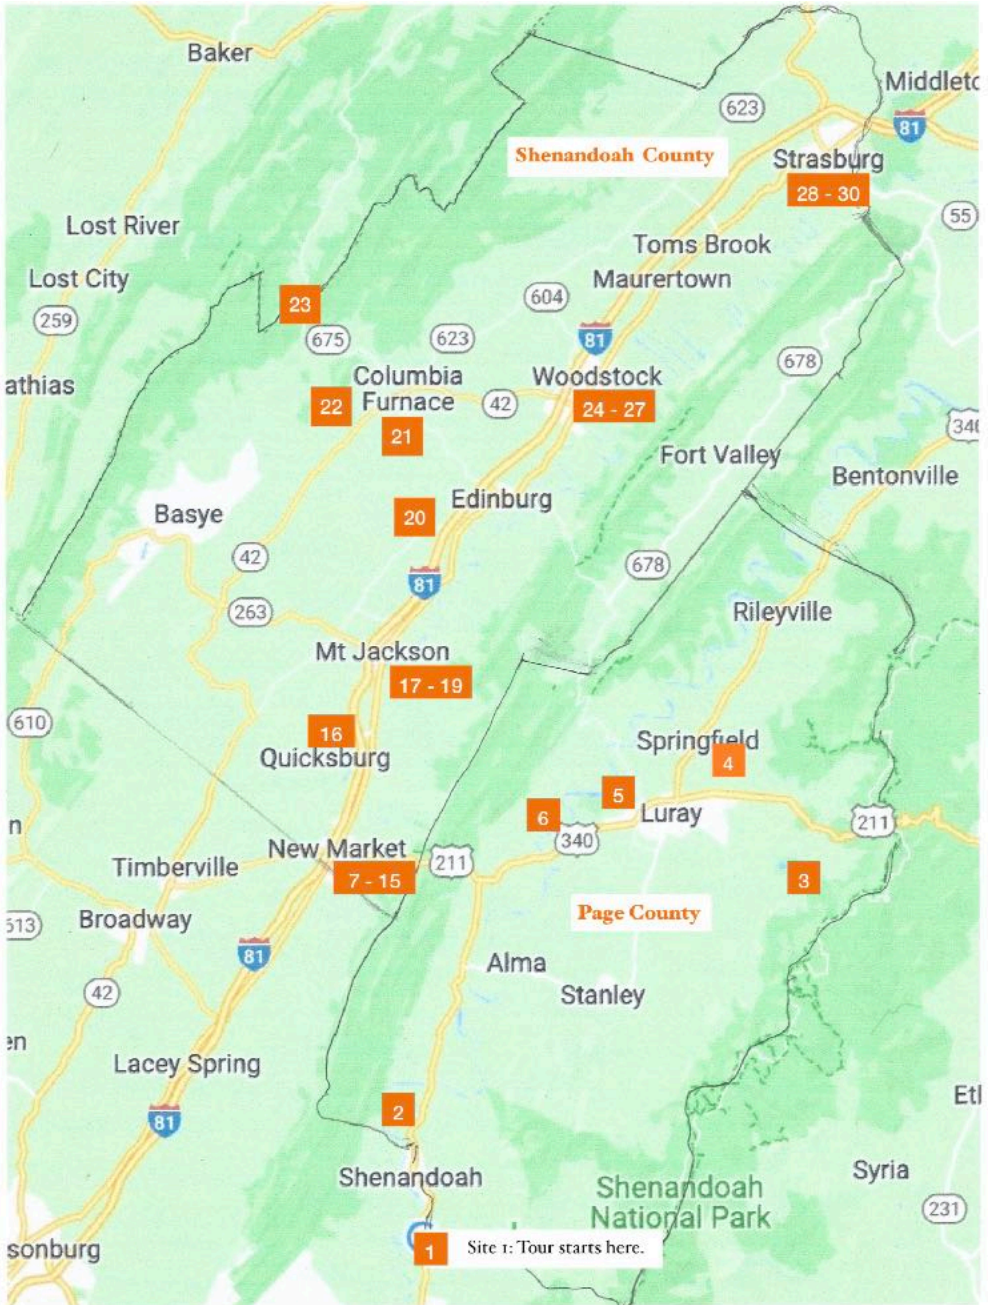 Baker
Middletc
623
81
Shenandoah County
Strasburg
28 - 30
55
Lost River
Toms Brook
Lost City
Maurertown
23
604
259
675
623
81
678
athias
Columbia
Furnace
Woodstock
22
42
24 - 27
21
340
Fort Valley
Bentonville
Edinburg
20
Basye
42
678
81
263
Rileyville
Mt Jackson
17 - 19
610
16
Quicksburg
Springfield
4
5
6
Luray
340
211
n
New Market
211
Timberville
7 - 15
3
Broadway
Page County
613
81
Alma
42
Stanley
en
Lacey Spring
Etl
2
81
Shenandoah
Syria
Shenandoah
National Park
231
sonburg
1
Site 1: Tour starts here.